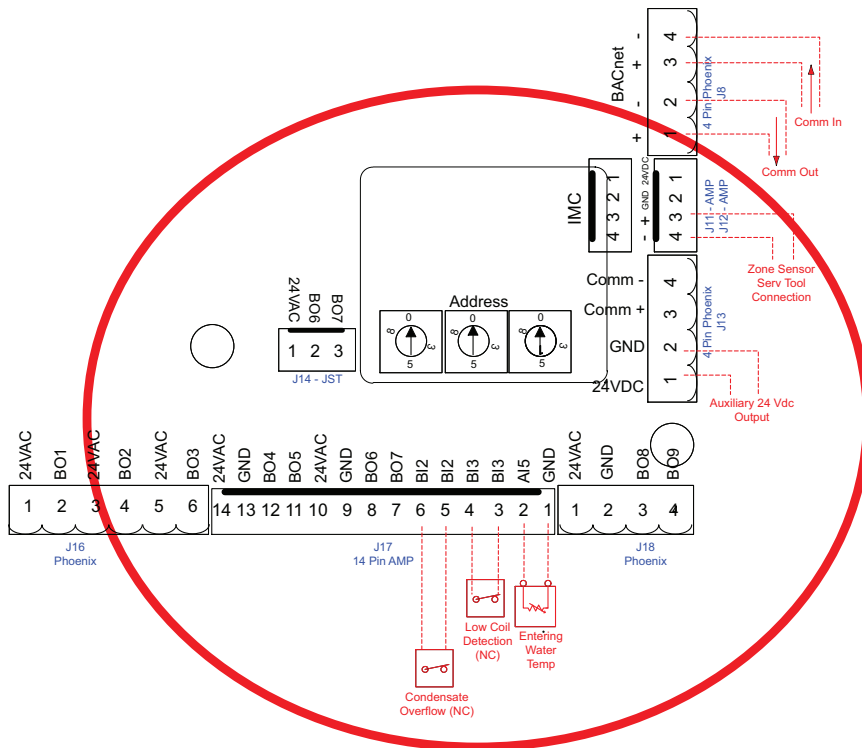 BACnet
- + - +
4 3 2 1
4 Pin Phoenix
J8
Comm In
Comm Out
IMC
4 3 2 1
- + GND 24VDC
4 3 2 1
J11 - AMP
J12 - AMP
Zone Sensor
Serv Tool
Connection
Comm -
Comm +
GND
24VDC
4
3
2
1
4 Pin Phoenix
J13
Auxiliary 24 Vdc
Output
24VAC BO6 BO7
1 2 3
J14 - JST
Address
0 8 3 5
0 8 3 5
0 8 3 5
24VAC BO1 24VAC BO2 24VAC BO3
1 2 3 4 5 6
J16
Phoenix
24VAC GND BO4 BO5 24VAC GND BO6 BO7 BI2 BI2 BI3 BI3 AI5 GND
14 13 12 11 10 9 8 7 6 5 4 3 2 1
J17
14 Pin AMP
24VAC GND BO8 BO9
1 2 3 4
J18
Phoenix
Low Coil
Detection
(NC)
Entering
Water
Temp
Condensate
Overflow (NC)